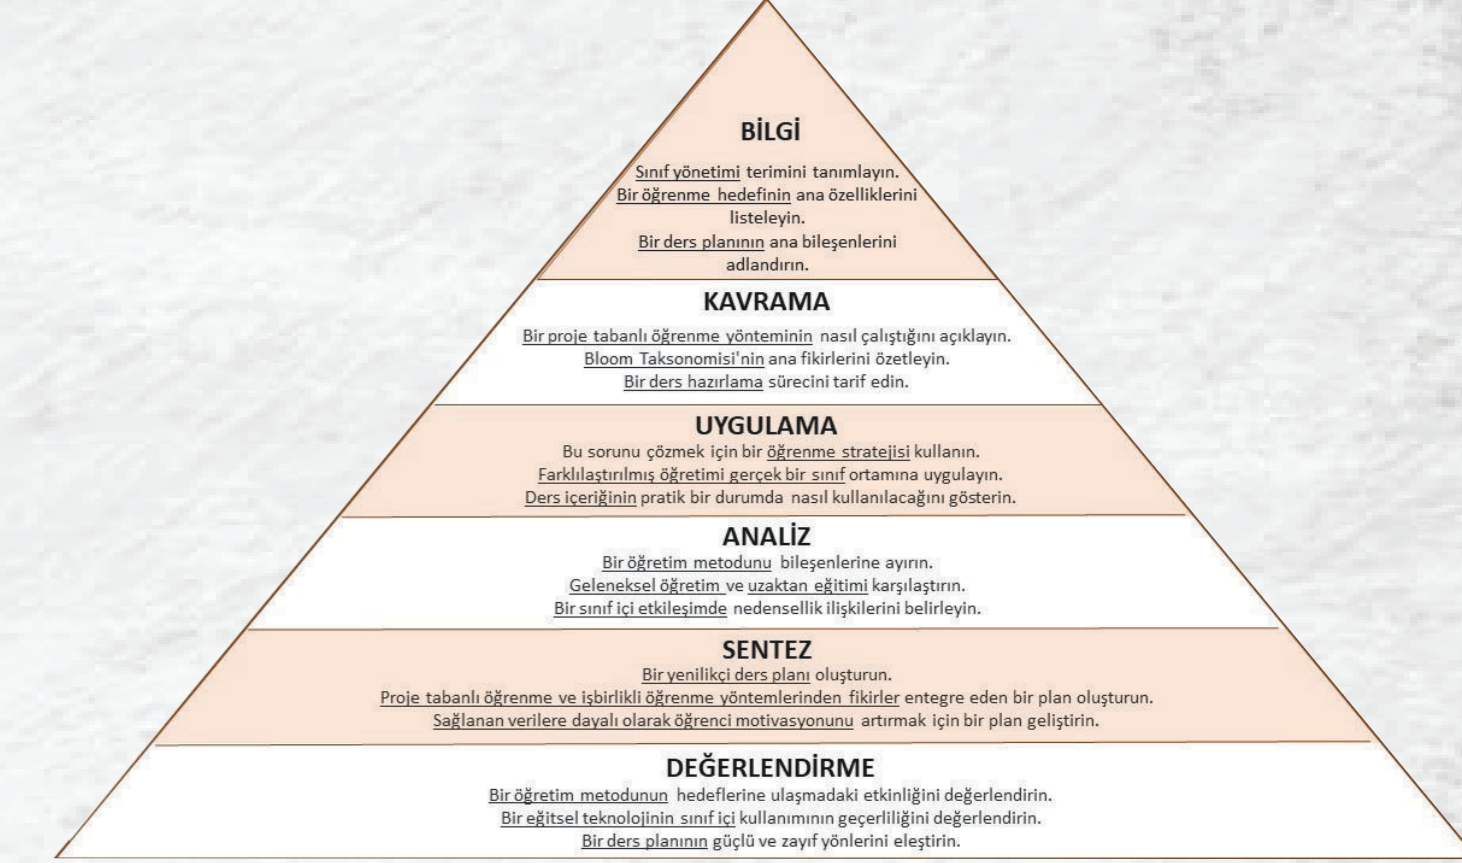 BİLGİ
Sınıf yönetimi terimini tanımlayın.
Bir öğrenme hedefinin ana özelliklerini
listeleyin.
Bir ders planının ana bileşenlerini
adlandırın.
KAVRAMA
Bir proje tabanlı öğrenme yönteminin nasıl çalıştığını açıklayın.
Bloom Taksonomisi'nin ana fikirlerini özetleyin.
Bir ders hazırlama sürecini tarif edin.
UYGULAMA
Bu sorunu çözmek için bir öğrenme stratejisi kullanın.
Farklılaştırılmış öğretimi gerçek bir sınıf ortamına uygulayın.
Ders içeriğinin pratik bir durumda nasıl kullanılacağını gösterin.
ANALİZ
Bir öğretim metodunu bileşenlerine ayırın.
Geleneksel öğretim ve uzaktan eğitimi karşılaştırın.
Bir sınıf içi etkileşimde nedensellik ilişkilerini belirleyin.
SENTEZ
Bir yenilikçi ders planı oluşturun.
Proje tabanlı öğrenme ve işbirlikli öğrenme yöntemlerinden fikirler entegre eden bir plan oluşturun.
Sağlanan verilere dayalı olarak öğrenci motivasyonunu artırmak için bir plan geliştirin.
DEĞERLENDİRME
Bir öğretim metodunun hedeflerine ulaşmadaki etkinliğini değerlendirin.
Bir eğitsel teknolojinin sınıf içi kullanımının geçerliliğini değerlendirin.
Bir ders planının güçlü ve zayıf yönlerini eleştirin.